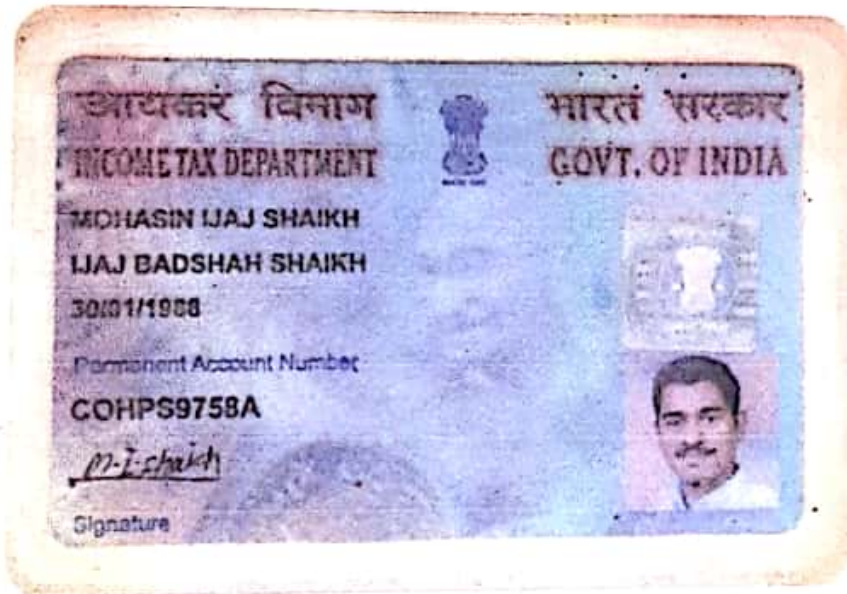 आयकर विभाग
भारत सरकार
INCOME TAX DEPARTMENT
GOVT. OF INDIA
MOHASIN IJAJ SHAIKH
IJAJ BADSHAH SHAIKH
30/01/1988
Permanent Account Number
COHPS9758A
M.I.Shaikh
Signature